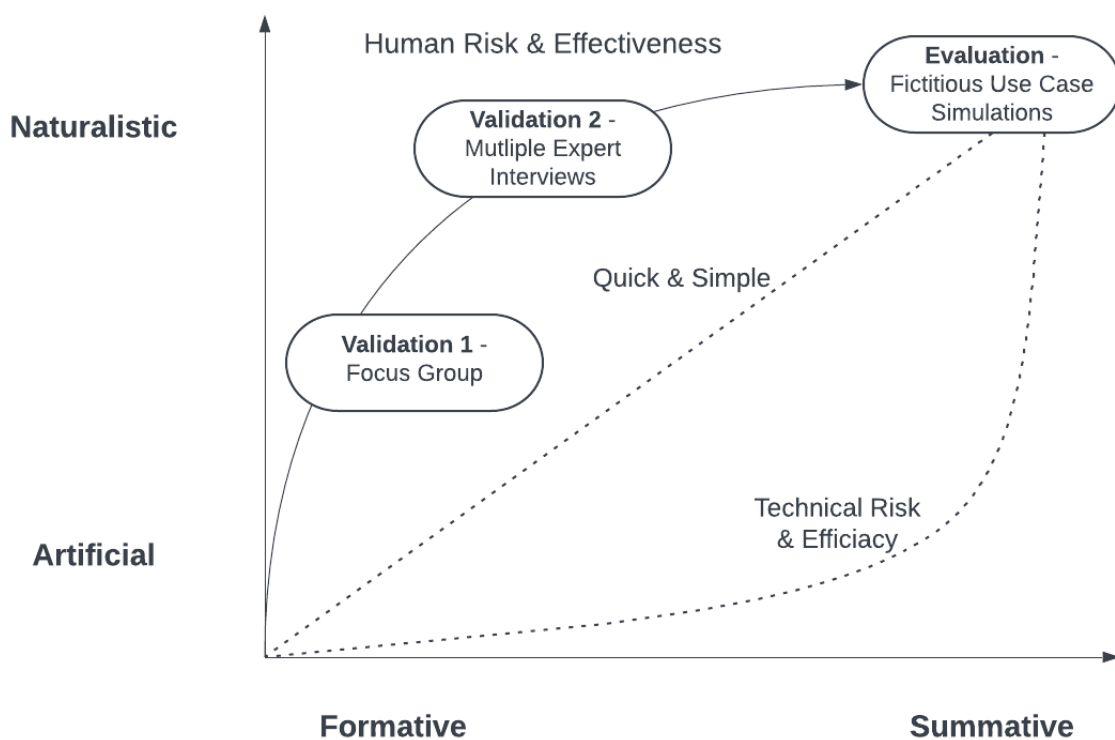 Human Risk & Effectiveness
Evaluation -
Fictitious Use Case
Simulations
Naturalistic
Validation 2 -
Mutliple Expert
Interviews
Quick & Simple
Validation 1 -
Focus Group
Technical Risk
& Efficiacy
Artificial
Formative
Summative